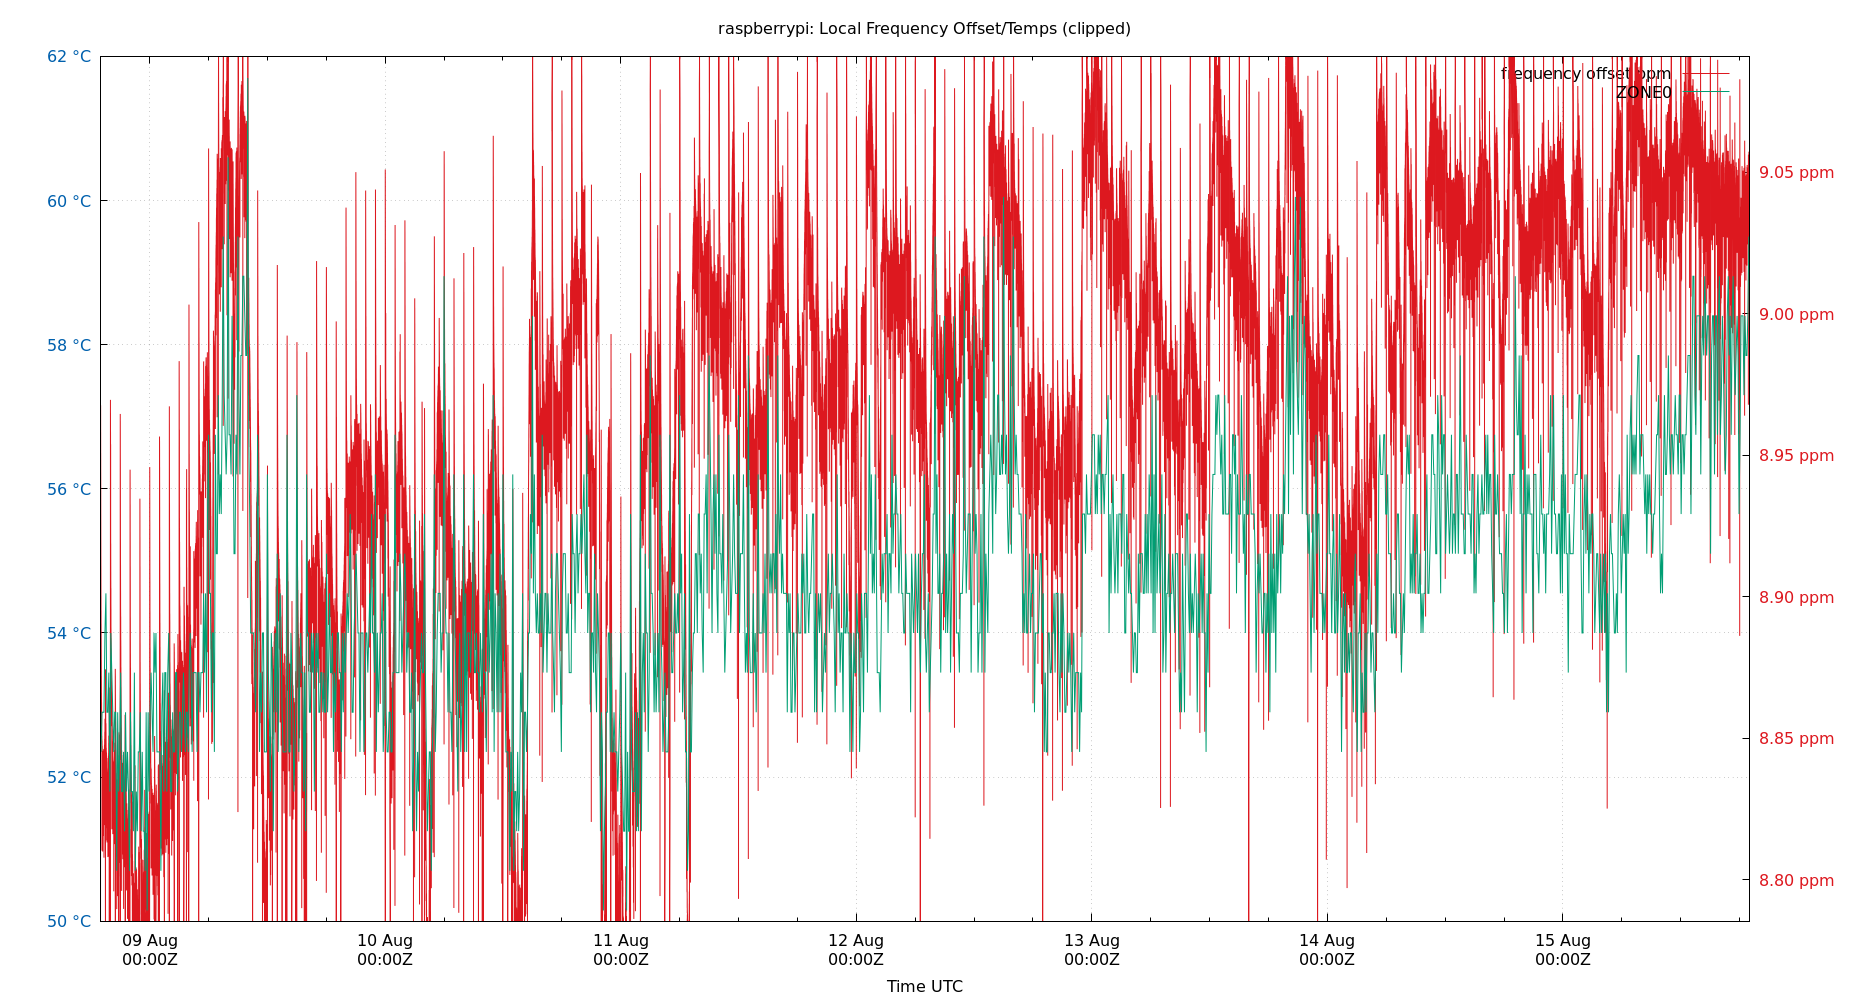 raspberrypi: Local Frequency Offset/Temps (clipped)
62 °C
60 °C
58 °C
56 °C
54 °C
52 °C
50 °C
frequency offset ppm
ZONE0
9.05 ppm
9.00 ppm
8.95 ppm
8.90 ppm
8.85 ppm
8.80 ppm
09 Aug
00:00Z
10 Aug
00:00Z
11 Aug
00:00Z
12 Aug
00:00Z
13 Aug
00:00Z
14 Aug
00:00Z
15 Aug
00:00Z
Time UTC